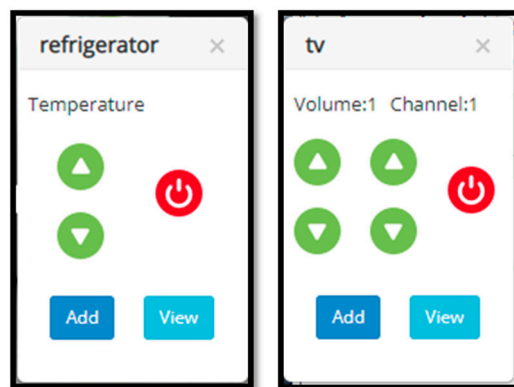 refrigerator ×
Temperature
Add View
tv ×
Volume:1 Channel:1
Add View